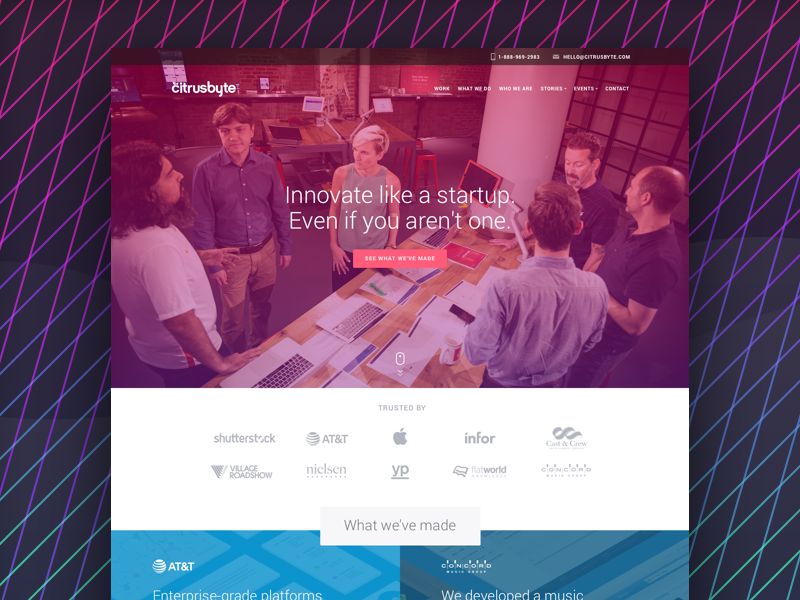 1-888-969-2983 HELLO@CITRUSBYTE.COM
citrusbyte
WORK WHAT WE DO WHO WE ARE STORIES EVENTS CONTACT
Innovate like a startup.
Even if you aren't one.
SEE WHAT WE'VE MADE
TRUSTED BY
shutterstock AT&T infor Cast & Crew
VILLAGE ROADSHOW nielsen yp flatworld KNOWLEDGE CONCORD MUSIC GROUP
What we've made
AT&T CONCORD
MUSIC GROUP
Enterprise-grade platforms We developed a music